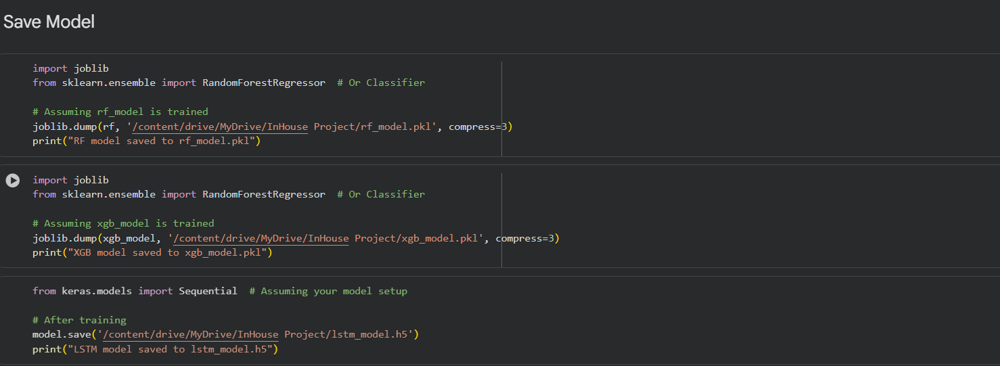 Save Model
import joblib
from sklearn.ensemble import RandomForestRegressor  # Or Classifier
# Assuming rf_model is trained
joblib.dump(rf, '/content/drive/MyDrive/InHouse Project/rf_model.pkl', compress=3)
print("RF model saved to rf_model.pkl")
import joblib
from sklearn.ensemble import RandomForestRegressor  # Or Classifier
# Assuming xgb_model is trained
joblib.dump(xgb_model, '/content/drive/MyDrive/InHouse Project/xgb_model.pkl', compress=3)
print("XGB model saved to xgb_model.pkl")
from keras.models import Sequential  # Assuming your model setup
# After training
model.save('/content/drive/MyDrive/InHouse Project/lstm_model.h5')
print("LSTM model saved to lstm_model.h5")